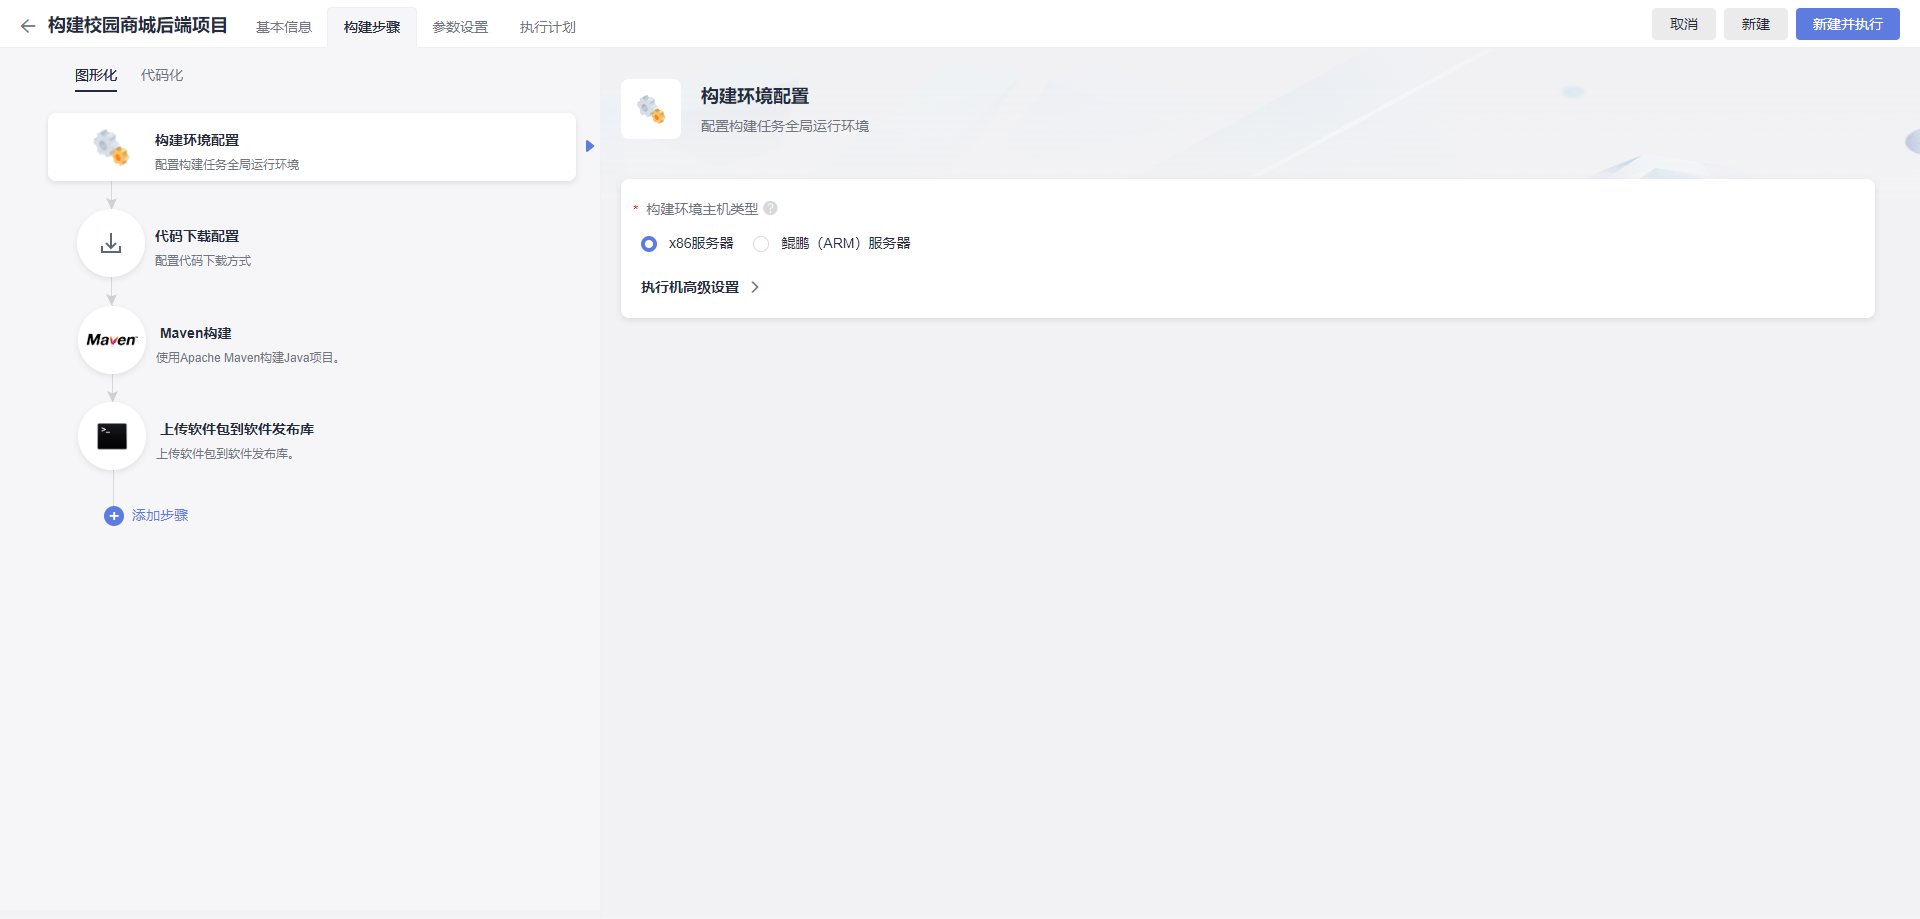 构建校园商城后端项目
基本信息
构建步骤
参数设置
执行计划
取消
新建
新建并执行
图形化
代码化
构建环境配置
配置构建任务全局运行环境
代码下载配置
配置代码下载方式
Maven
Maven构建
使用Apache Maven构建Java项目。
上传软件包到软件发布库
上传软件包到软件发布库。
添加步骤
构建环境配置
配置构建任务全局运行环境
* 构建环境主机类型 ?
x86服务器
鲲鹏（ARM）服务器
执行机高级设置